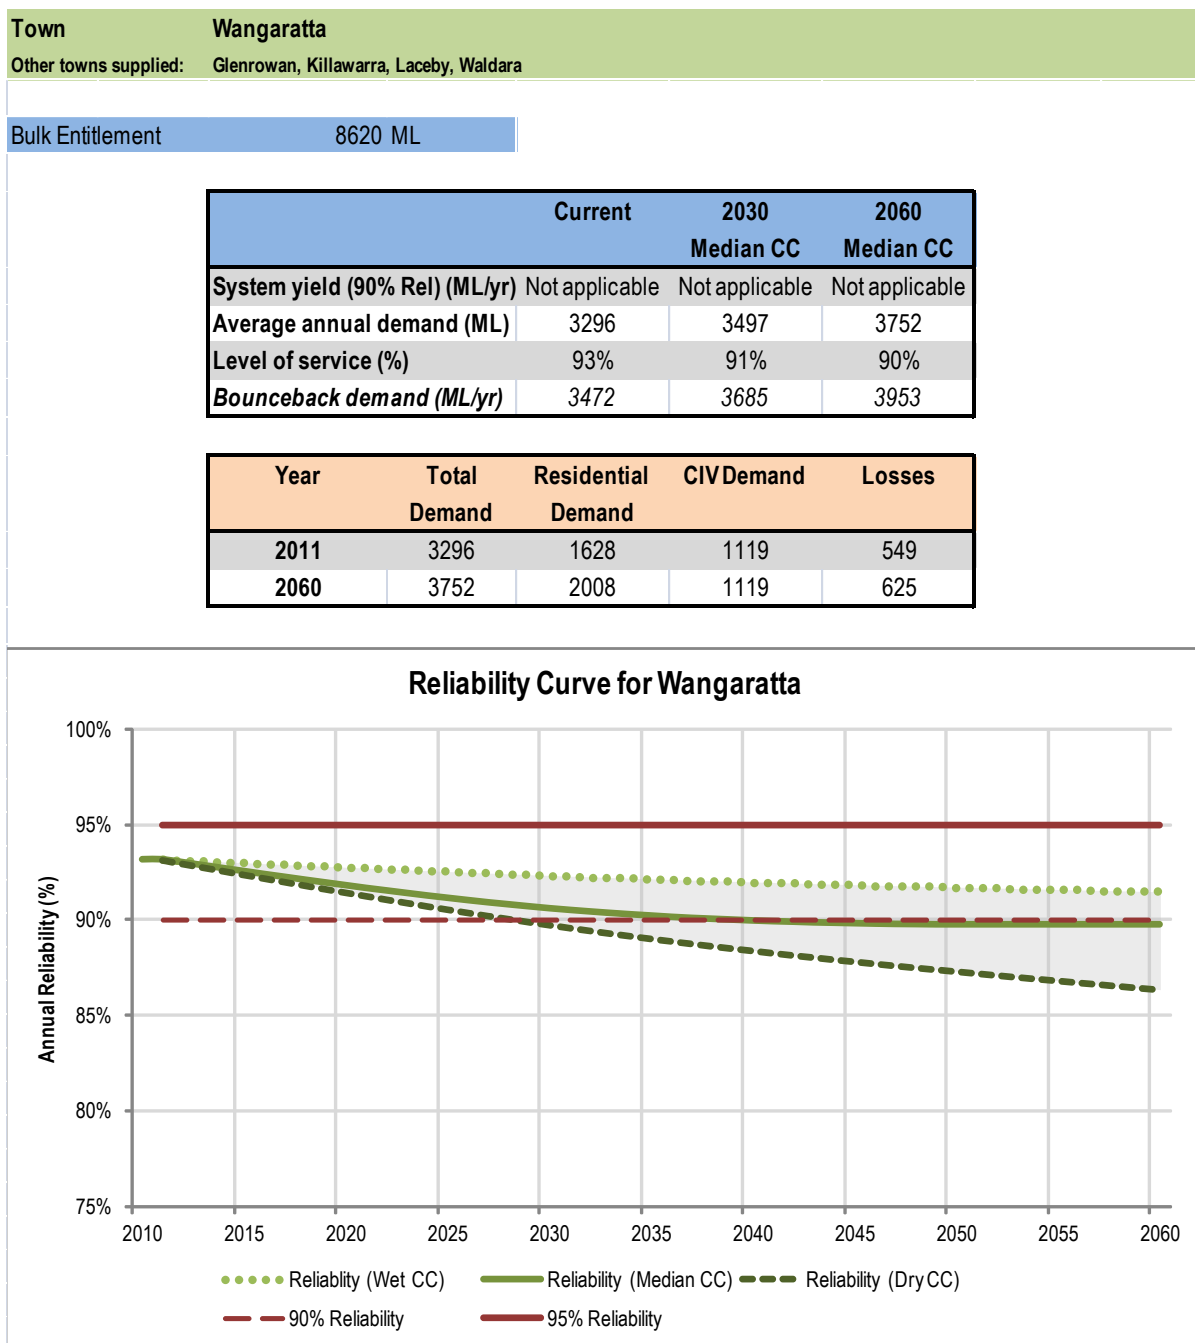 Town Wangaratta
Other towns supplied: Glenrowan, Killawarra, Laceby, Waldara
Bulk Entitlement 8620 ML
Current 2030 2060
Median CC Median CC
System yield (90% Rel) (ML/yr) Not applicable Not applicable Not applicable
Average annual demand (ML) 3296 3497 3752
Level of service (%) 93% 91% 90%
Bounceback demand (ML/yr) 3472 3685 3953
Year Total Residential CIV Demand Losses
Demand Demand
2011 3296 1628 1119 549
2060 3752 2008 1119 625
Reliability Curve for Wangaratta
Annual Reliability (%)
100%
95%
90%
85%
80%
75%
2010 2015 2020 2025 2030 2035 2040 2045 2050 2055 2060
Reliablity (Wet CC) Reliability (Median CC) Reliability (Dry CC)
90% Reliability 95% Reliability